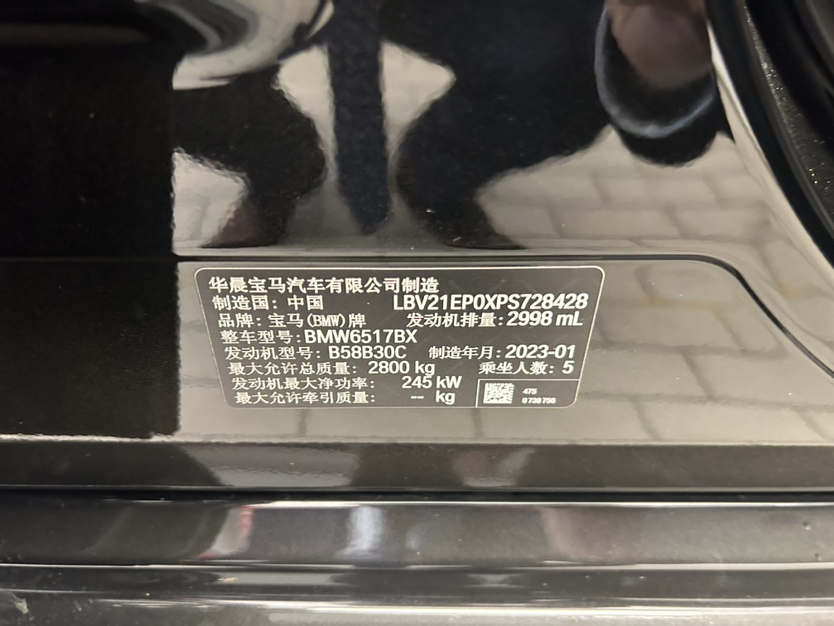 华晨宝马汽车有限公司制造
制造国：中国 LBV21EP0XPS728428
品牌：宝马(BMW)牌 发动机排量：2998 mL
整车型号：BMW6517BX
发动机型号：B58B30C 制造年月：2023-01
最大允许总质量：2800 kg 乘坐人数：5
发动机最大净功率：245 kW
最大允许牵引质量：-- kg
475
8738756